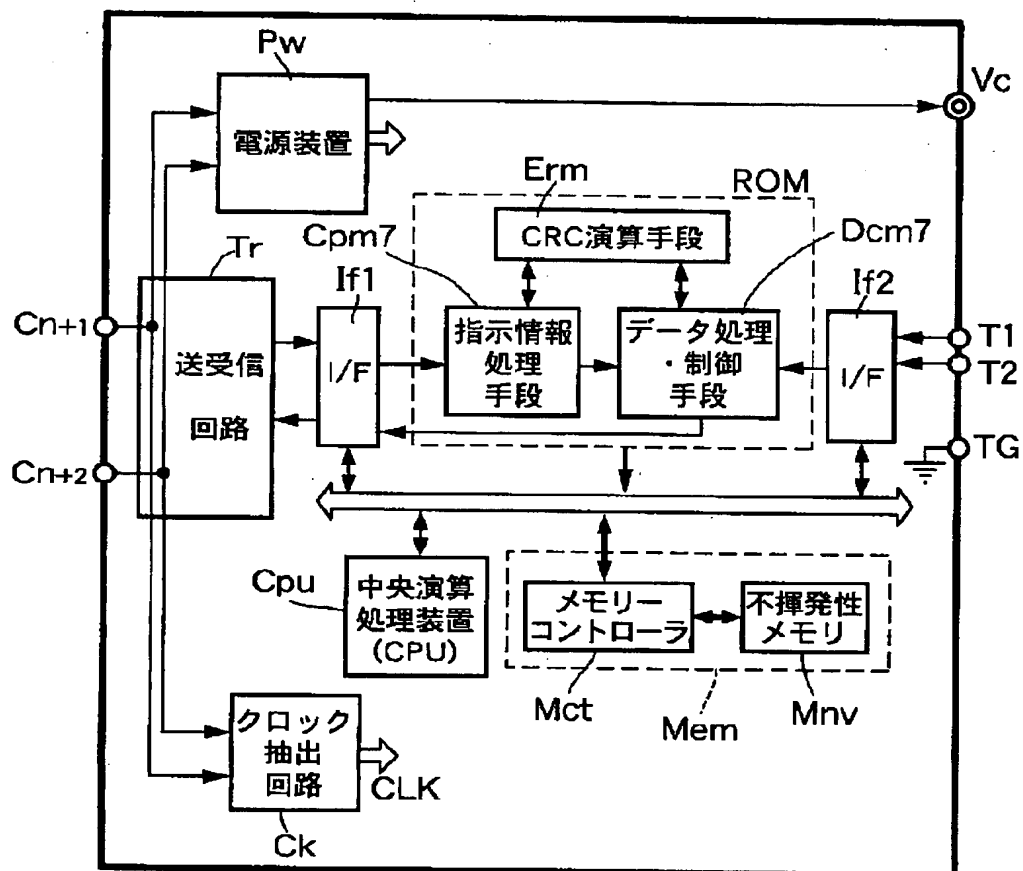 Pw
Vc
電源装置
Erm
ROM
CRC演算手段
Cpm7
Dcm7
Tr
If1
If2
Cn+1
送受信
回路
I/F
指示情報
処理
手段
データ処理
・制御
手段
I/F
T1
T2
Cn+2
TG
Cpu
中央演算
処理装置
(CPU)
メモリー
コントローラ
不揮発性
メモリ
Mct
Mem
Mnv
クロック
抽出
回路
CLK
Ck